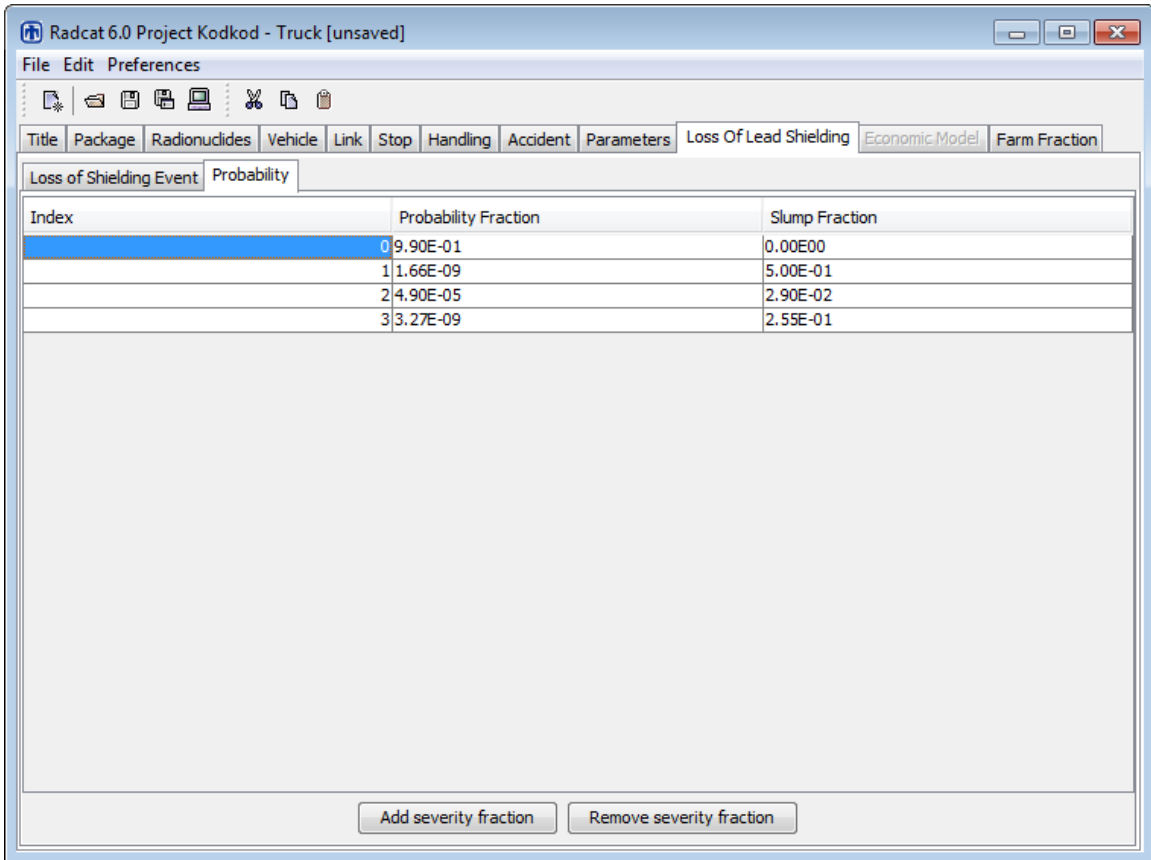 Radcat 6.0 Project Kodkod - Truck [unsaved]
File Edit Preferences
Title Package Radionuclides Vehicle Link Stop Handling Accident Parameters Loss Of Lead Shielding Economic Model Farm Fraction
Loss of Shielding Event Probability
Index Probability Fraction Slump Fraction
0 9.90E-01 0.00E00
1 1.66E-09 5.00E-01
2 4.90E-05 2.90E-02
3 3.27E-09 2.55E-01
Add severity fraction Remove severity fraction